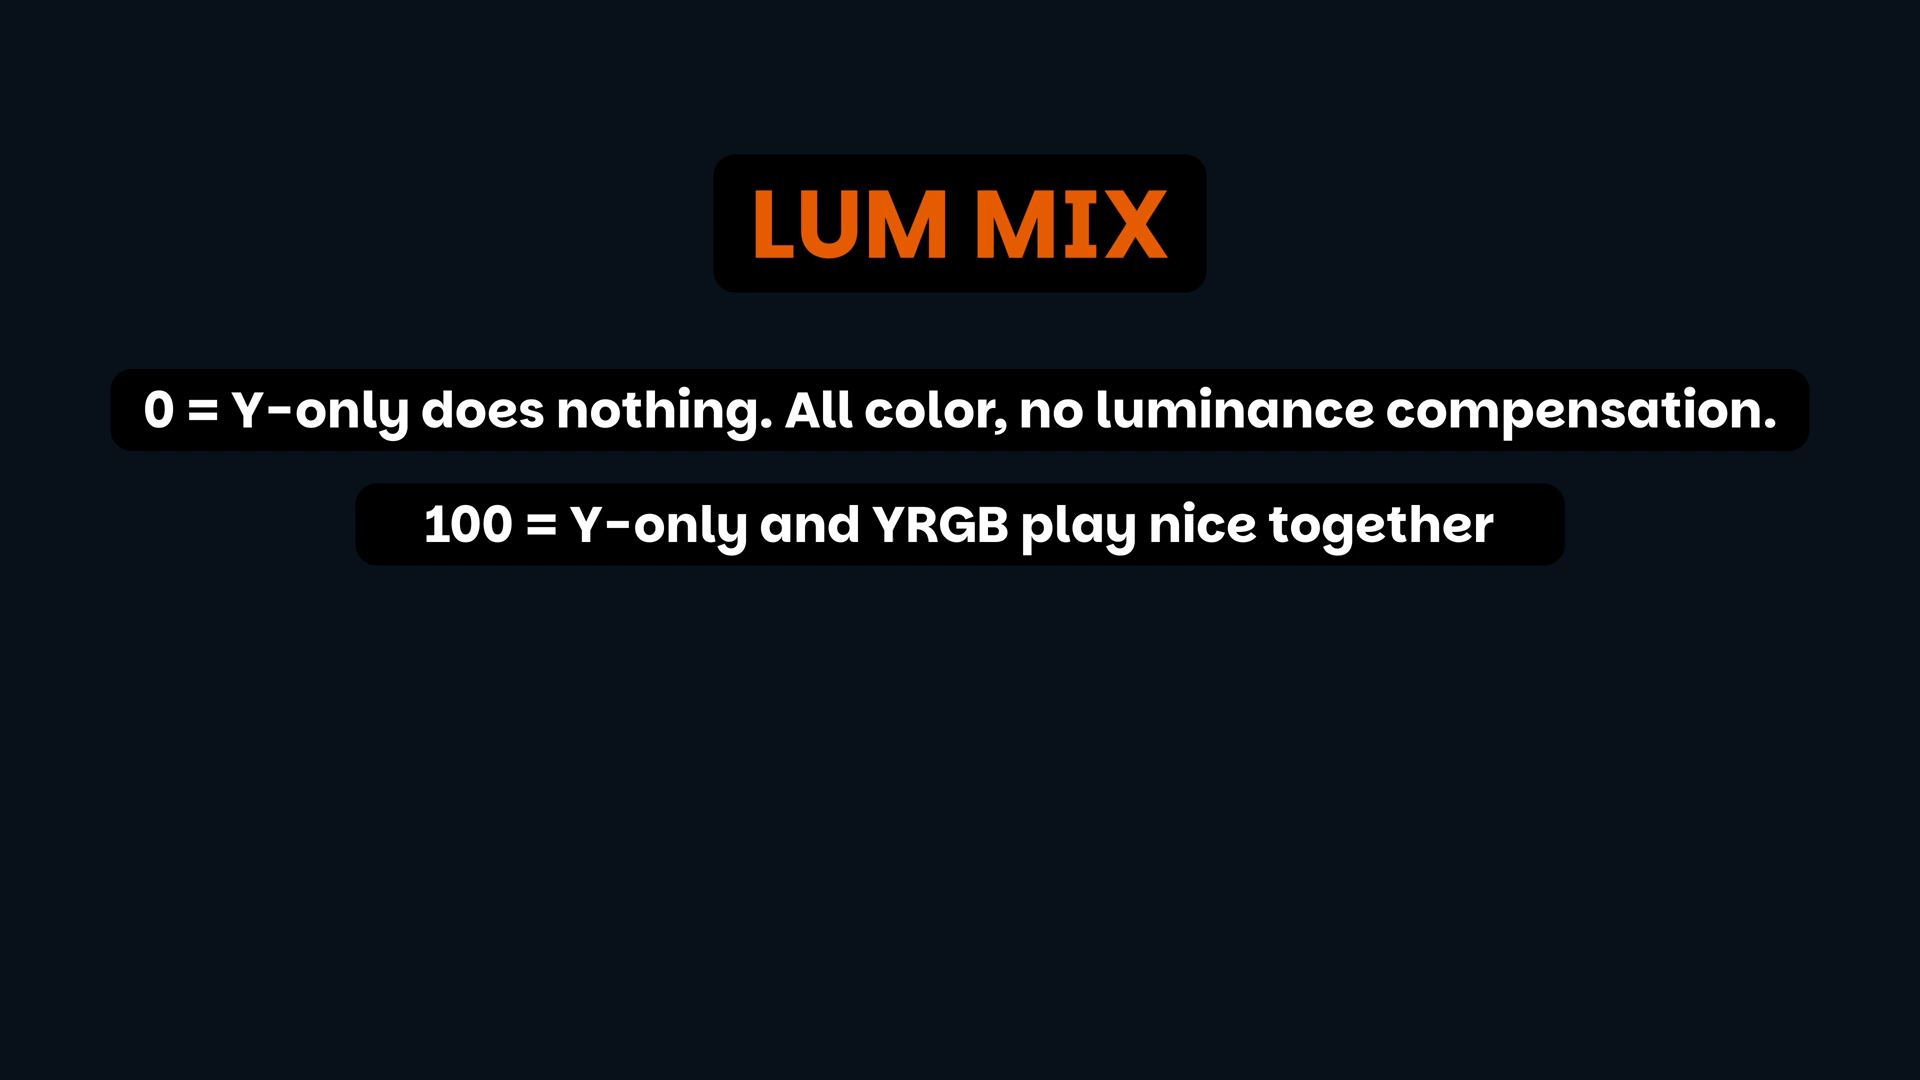 LUM MIX
0 = Y-only does nothing. All color, no luminance compensation.
100 = Y-only and YRGB play nice together